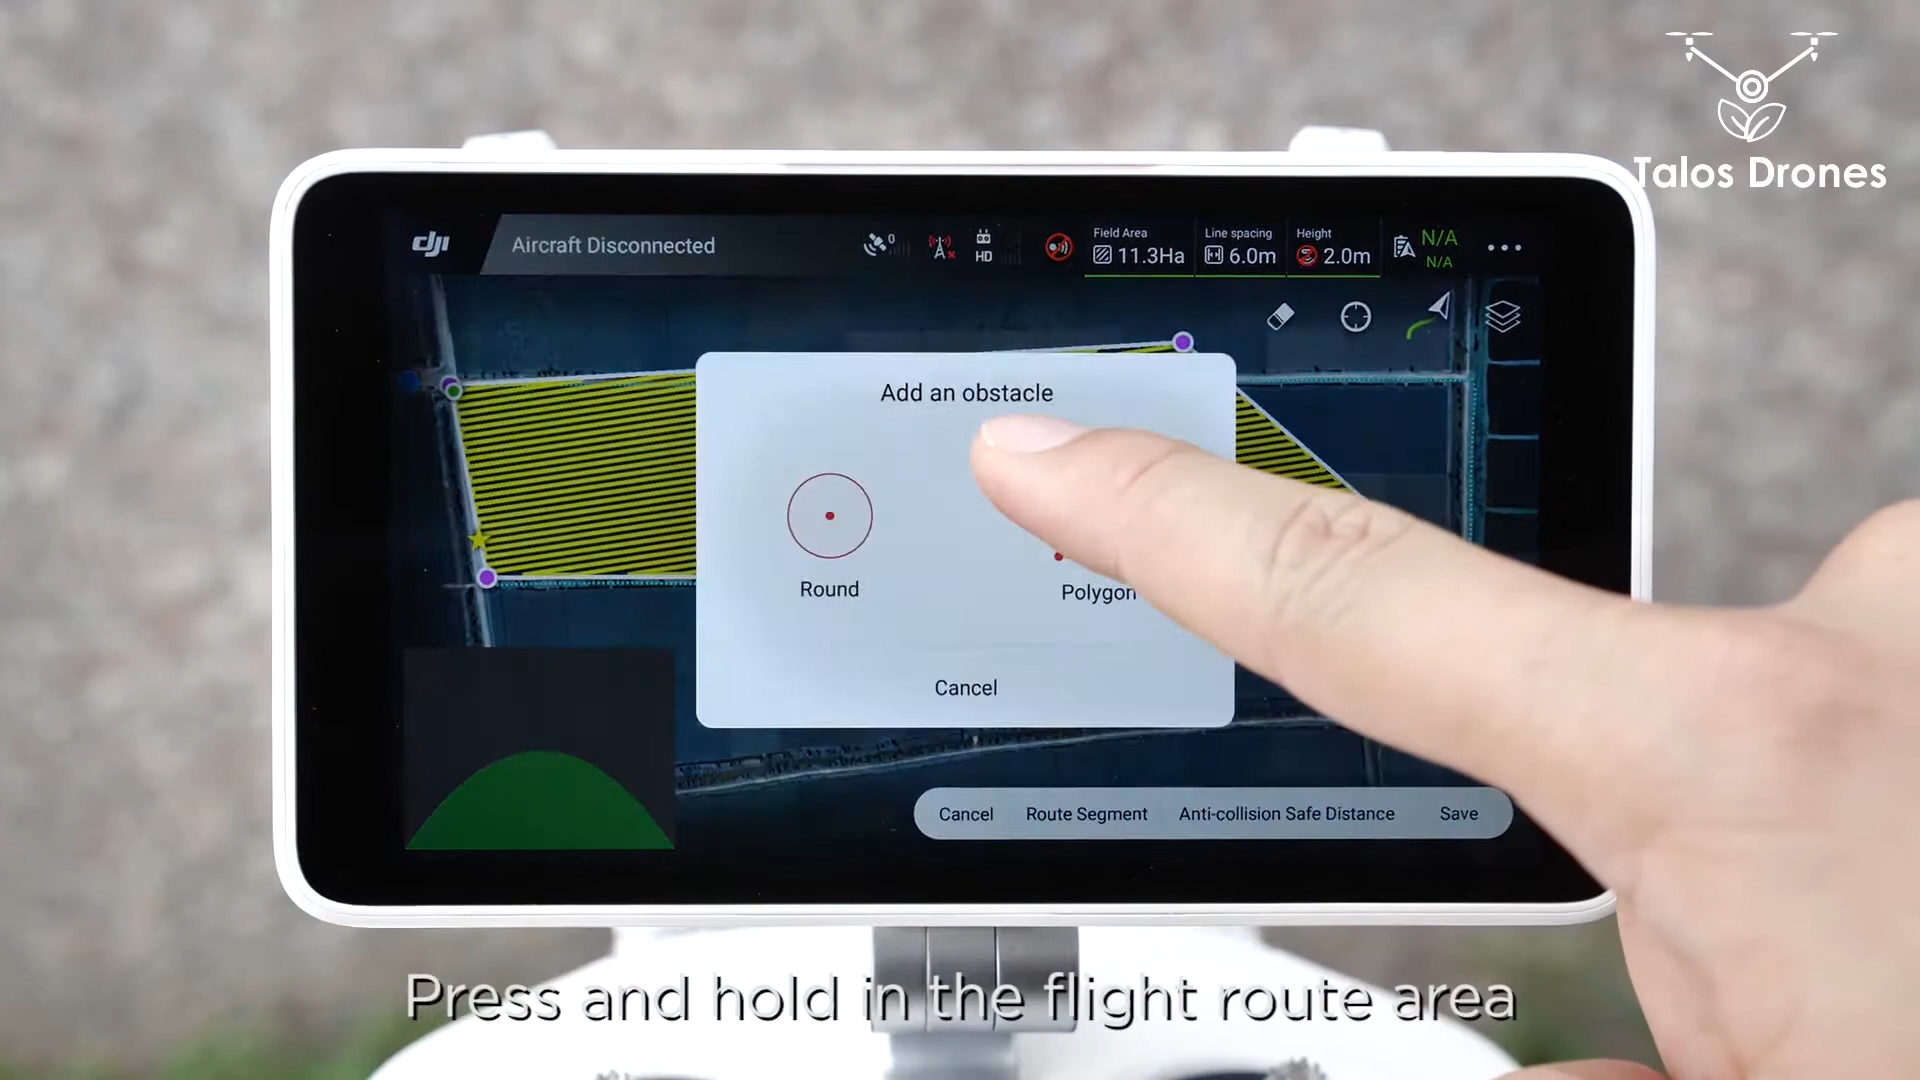 Talos Drones
dji
Aircraft Disconnected
0
HD
Field Area
11.3Ha
Line spacing
6.0m
Height
2.0m
N/A
N/A
Add an obstacle
Round
Polygon
Cancel
Cancel Route Segment Anti-collision Safe Distance Save
Press and hold in the flight route area